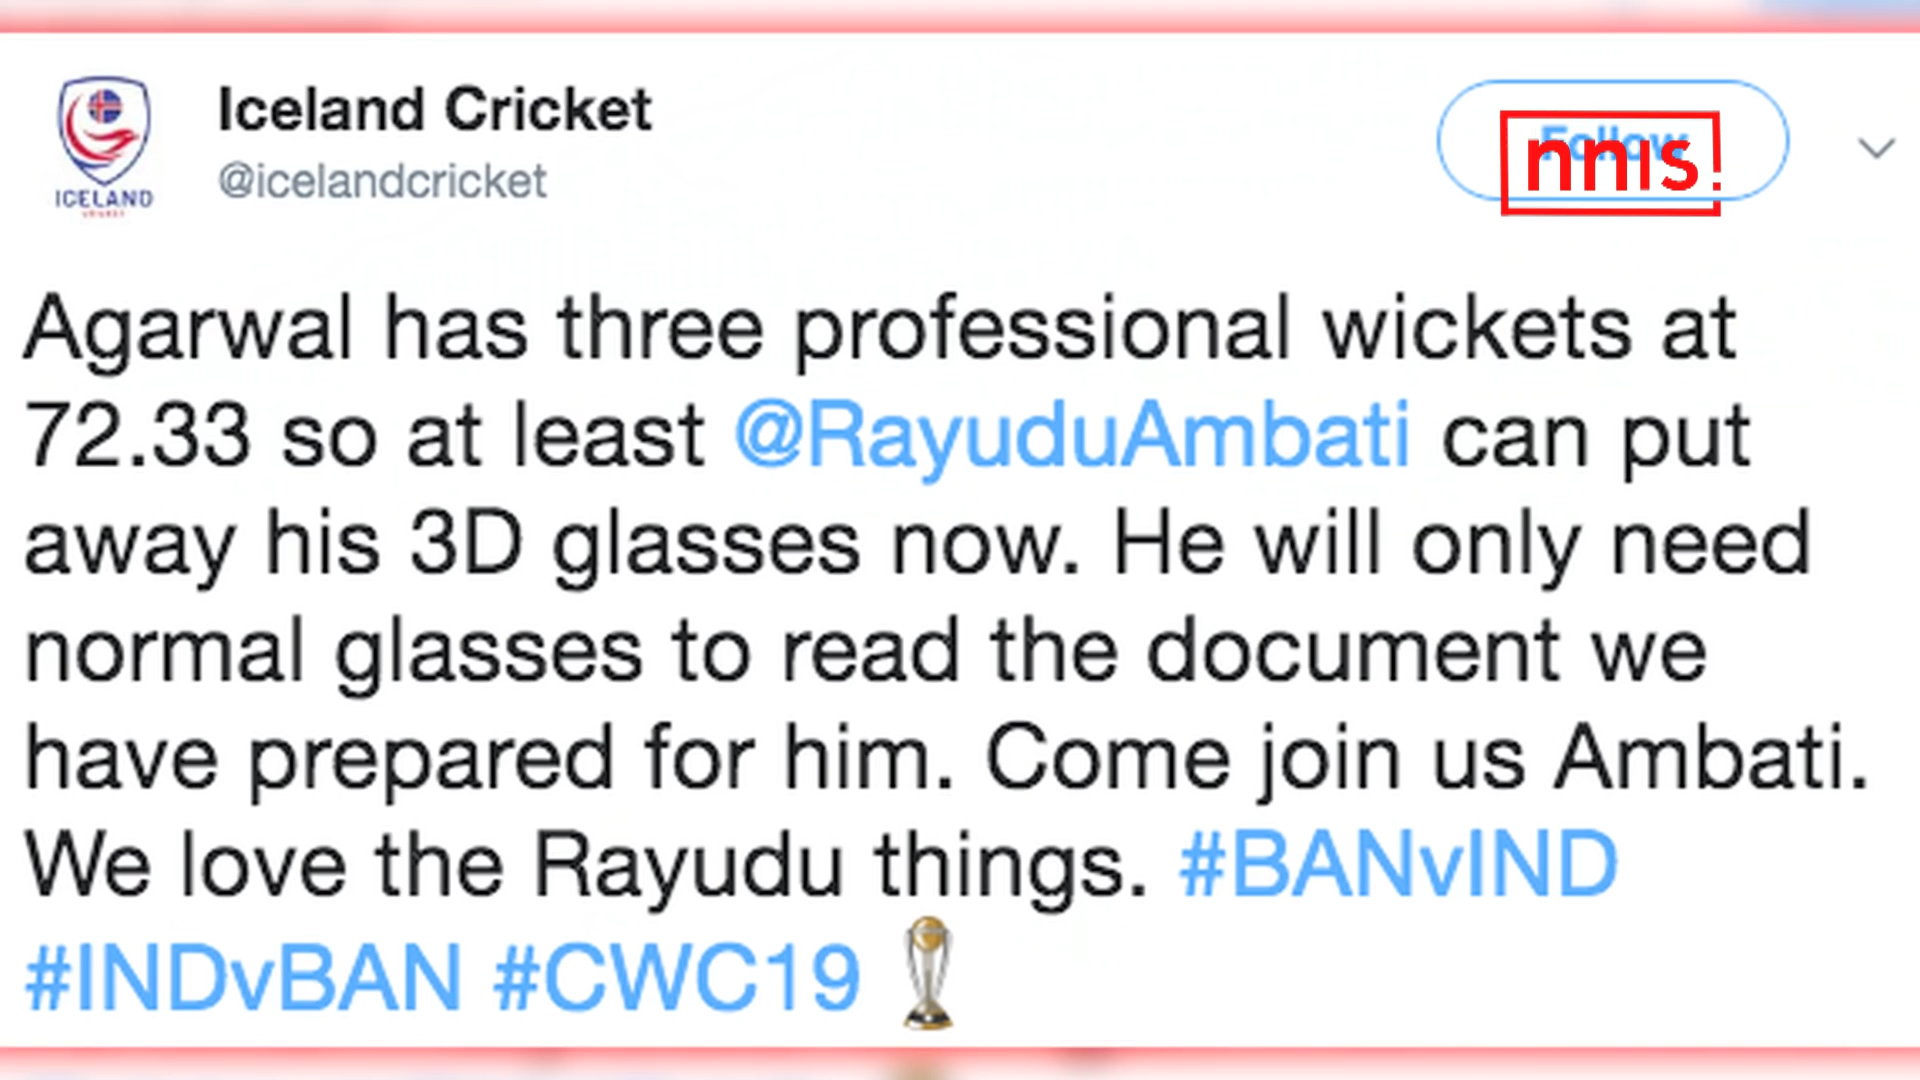 Iceland Cricket
@icelandcricket
ICELAND
Follow
nnis!
Agarwal has three professional wickets at
72.33 so at least @RayuduAmbati can put
away his 3D glasses now. He will only need
normal glasses to read the document we
have prepared for him. Come join us Ambati.
We love the Rayudu things. #BANvIND
#INDvBAN #CWC19